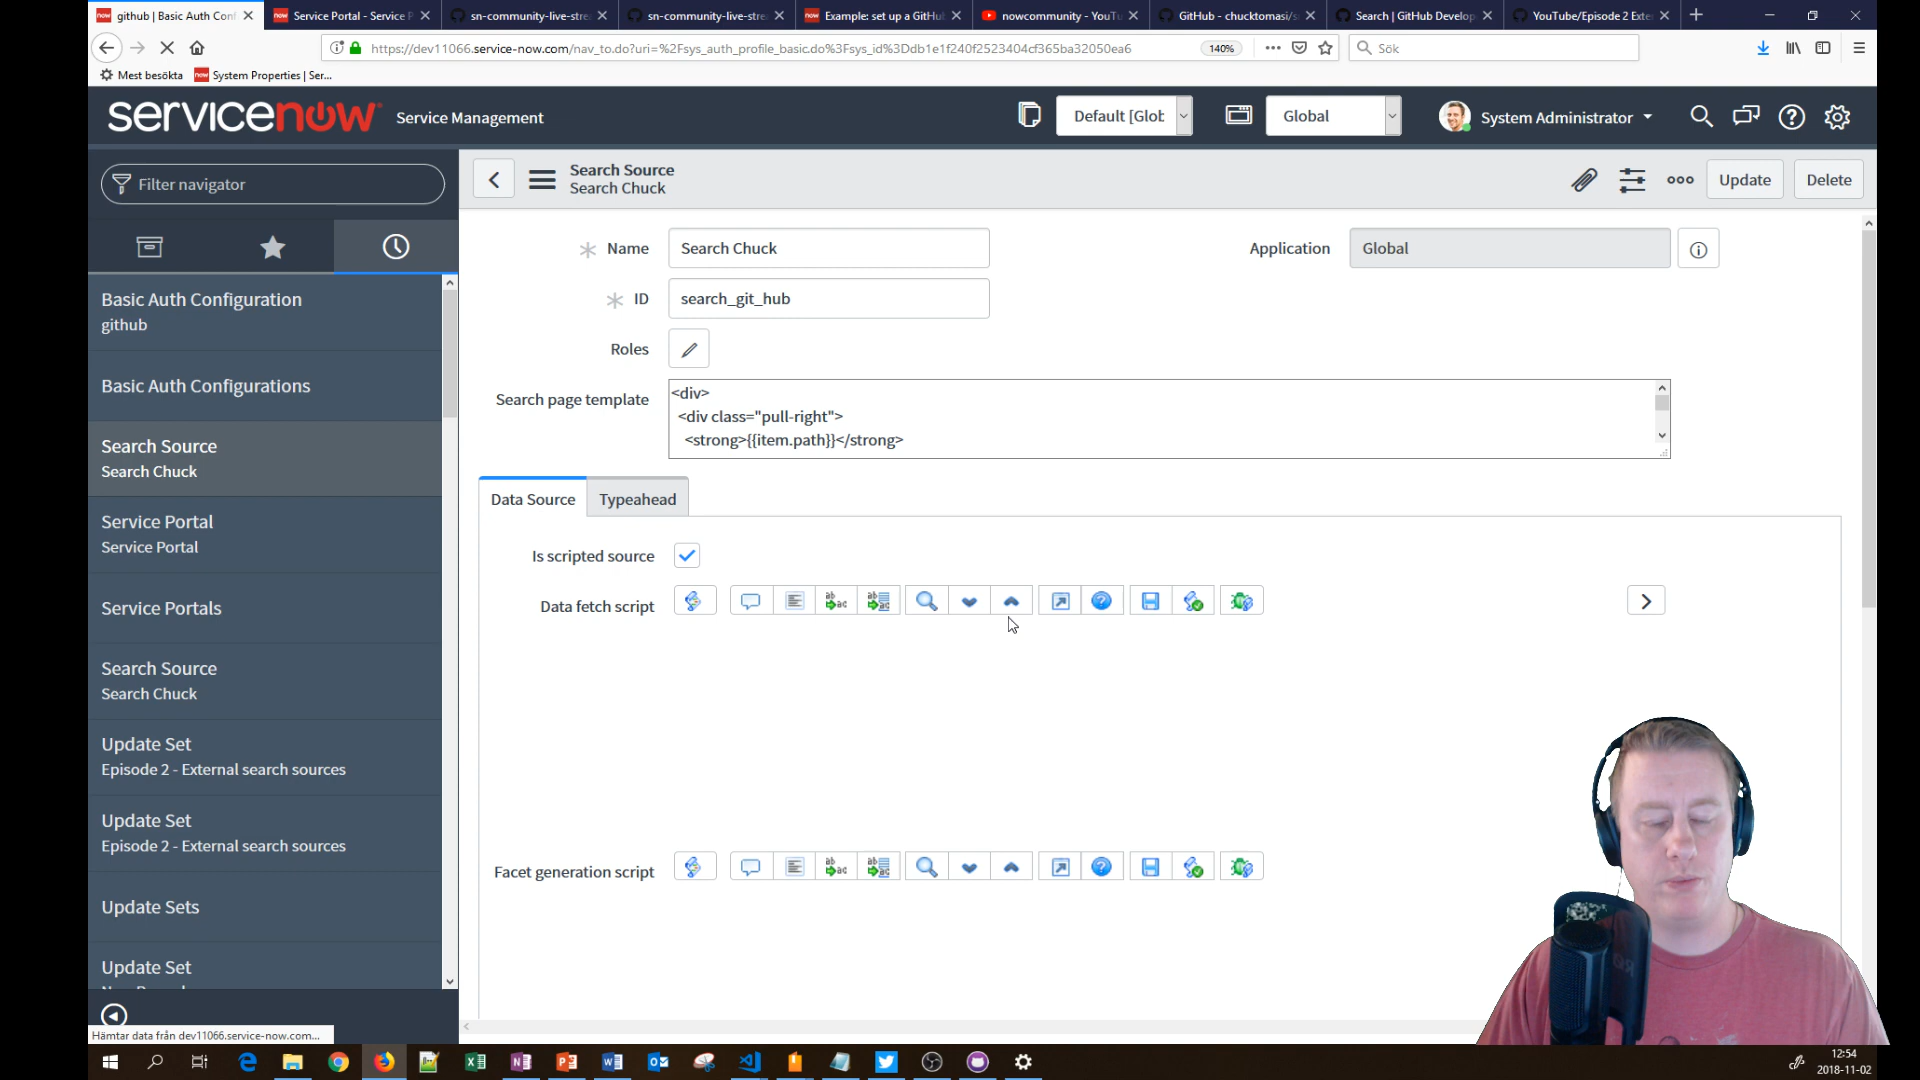 github | Basic Auth Conf
Service Portal - Service P
sn-community-live-strea
sn-community-live-strea
Example: set up a GitHub
nowcommunity - YouTu
GitHub - chucktomasi/s
Search | GitHub Develop
YouTube/Episode 2 Exte
https://dev11066.service-now.com/nav_to.do?uri=%2Fsys_auth_profile_basic.do%3Fsys_id%3Ddb1e1f240f2523404cf365ba32050ea6
140%
Sök
Mest besökta
System Properties | Ser...
servicenow
Service Management
Default [Glob
Global
System Administrator
Filter navigator
Search Source
Search Chuck
Update
Delete
Basic Auth Configuration
github
Basic Auth Configurations
Search Source
Search Chuck
Service Portal
Service Portal
Service Portals
Search Source
Search Chuck
Update Set
Episode 2 - External search sources
Update Set
Episode 2 - External search sources
Update Sets
Update Set
Name
Search Chuck
Application
Global
ID
search_git_hub
Roles
Search page template
<div>
<div class="pull-right">
<strong>{{item.path}}</strong>
Data Source
Typeahead
Is scripted source
Data fetch script
Facet generation script
Hämtar data från dev11066.service-now.com...
12:54
2018-11-02